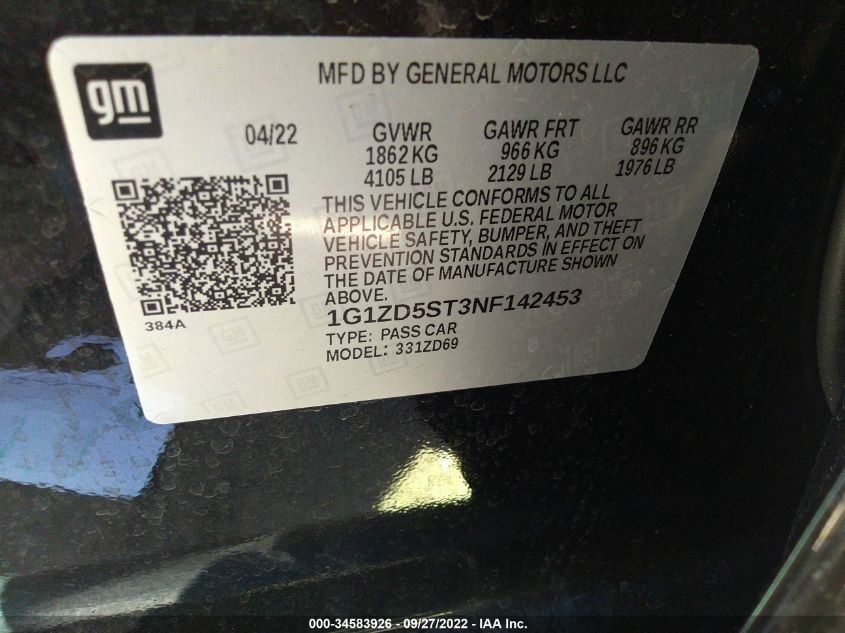 gm
MFD BY GENERAL MOTORS LLC
04/22 GVWR GAWR FRT GAWR RR
1862 KG 966 KG 896 KG
4105 LB 2129 LB 1976 LB
THIS VEHICLE CONFORMS TO ALL
APPLICABLE U.S. FEDERAL MOTOR
VEHICLE SAFETY, BUMPER, AND THEFT
PREVENTION STANDARDS IN EFFECT ON
THE DATE OF MANUFACTURE SHOWN
ABOVE.
384A
1G1ZD5ST3NF142453
TYPE: PASS CAR
MODEL: 331ZD69
000-34583926 - 09/27/2022 - IAA Inc.